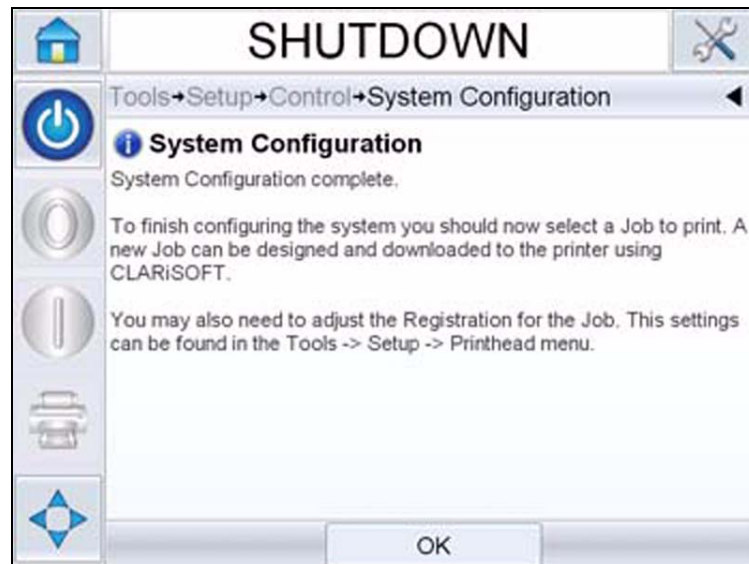 SHUTDOWN
Tools→Setup→Control→System Configuration
System Configuration
System Configuration complete.
To finish configuring the system you should now select a Job to print. A
new Job can be designed and downloaded to the printer using
CLARiSOFT.
You may also need to adjust the Registration for the Job. This settings
can be found in the Tools -> Setup -> Printhead menu.
OK